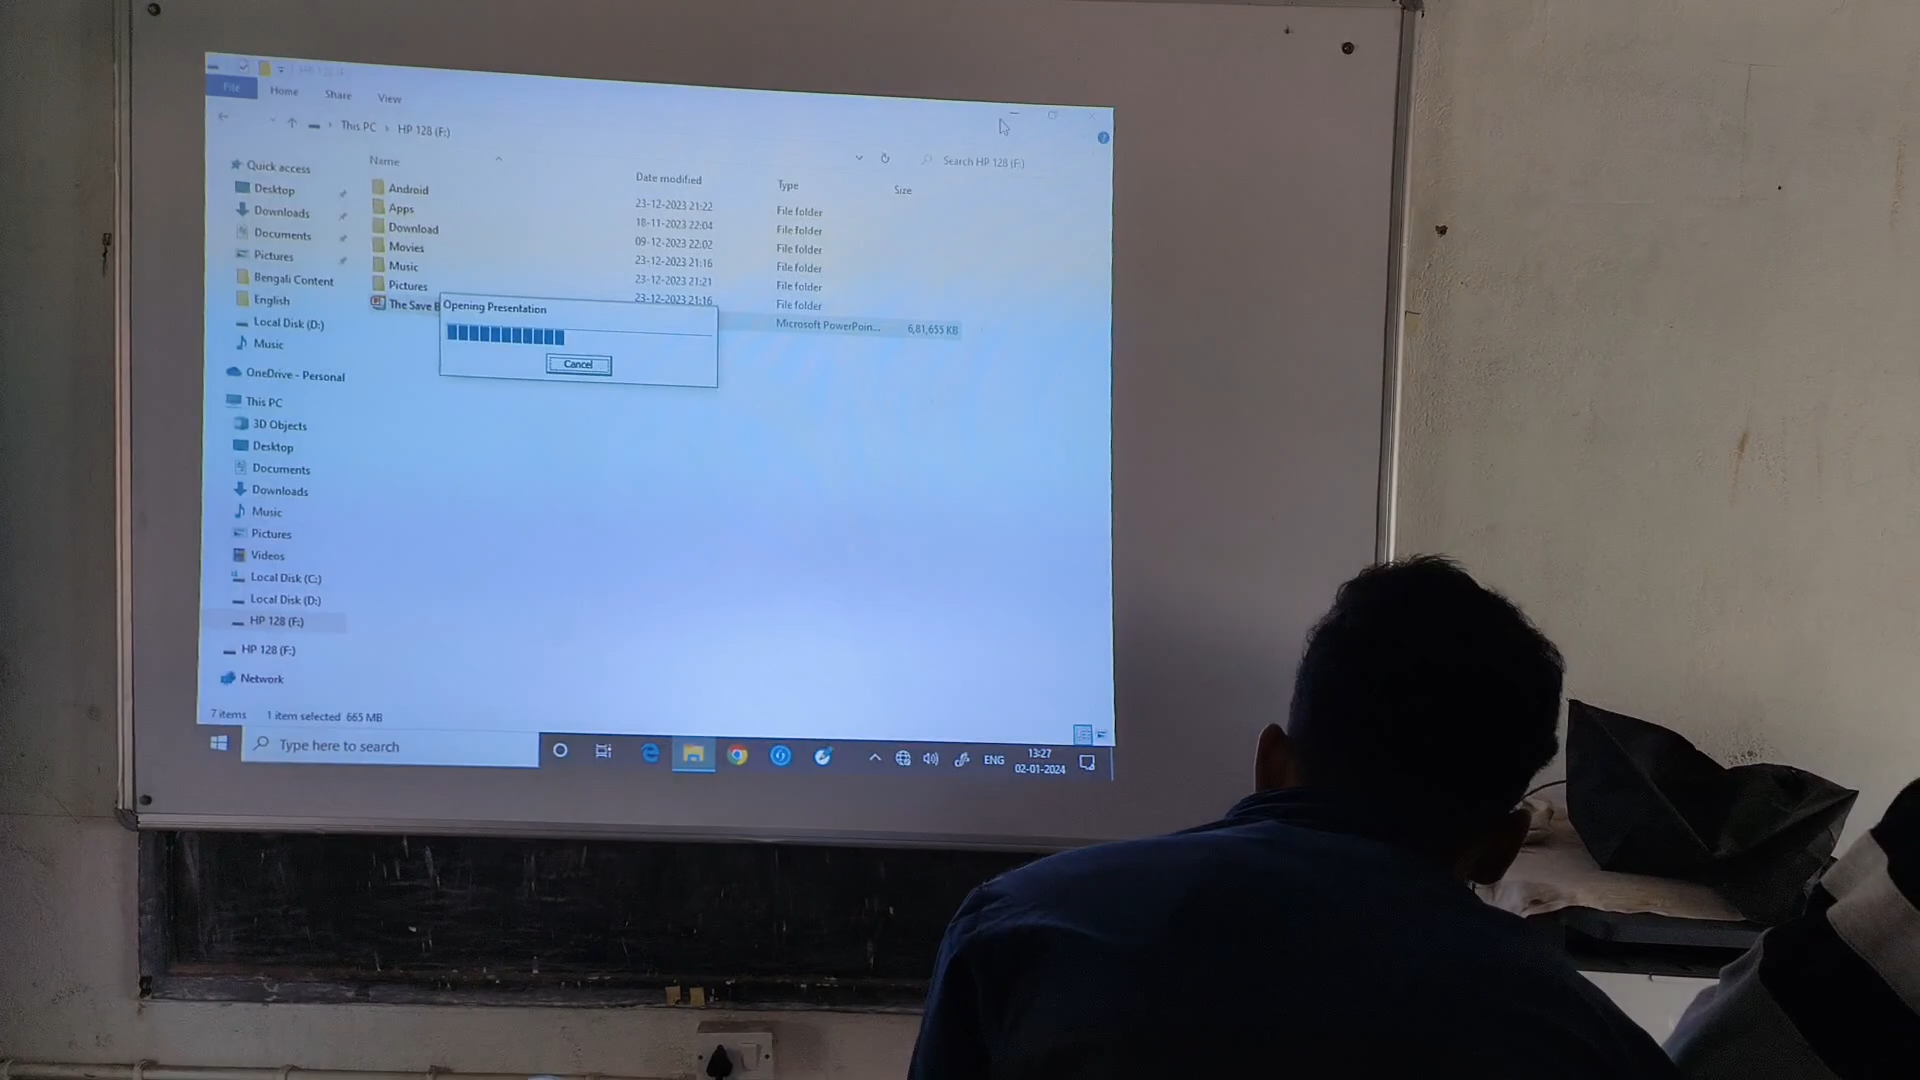 HP 128 (F:)
File Home Share View
This PC › HP 128 (F:)
Search HP 128 (F:)
Name Date modified Type Size
Android 23-12-2023 21:22 File folder
Apps 18-11-2023 22:04 File folder
Download 09-12-2023 22:02 File folder
Movies 23-12-2023 21:16 File folder
Music 23-12-2023 21:21 File folder
Pictures 23-12-2023 21:16 File folder
The Save Microsoft PowerPoin... 6,81,655 KB
Opening Presentation
Cancel
Quick access
Desktop
Downloads
Documents
Pictures
Bengali Content
English
Local Disk (D:)
Music
OneDrive - Personal
This PC
3D Objects
Desktop
Documents
Downloads
Music
Pictures
Videos
Local Disk (C:)
Local Disk (D:)
HP 128 (F:)
HP 128 (F:)
Network
7 items 1 item selected 665 MB
Type here to search
ENG
13:27
02-01-2024